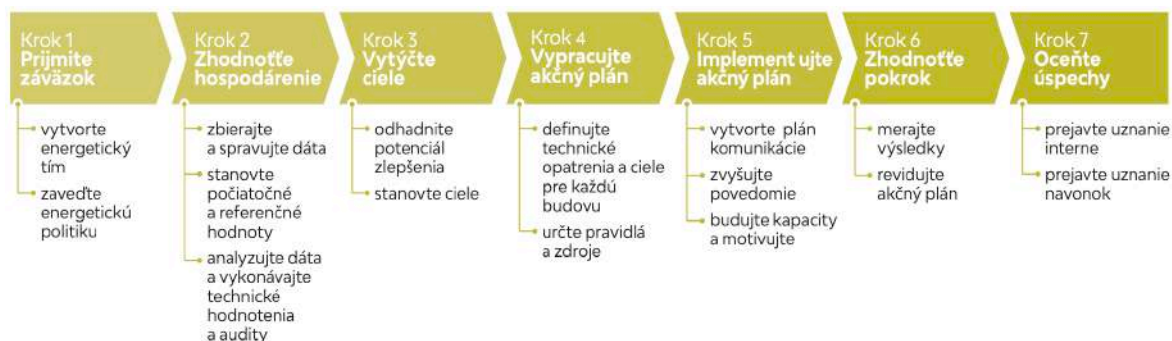 Krok 1
Prijmite
záväzok
vytvorte
energetický
tím
zaveďte
energetickú
politiku
Krok 2
Zhodnoťťe
hospodárenie
zbierajte
a spravujte dáta
stanovte
počiatočné
a referenčné
hodnoty
analyzujte dáta
a vykonávajte
technické
hodnotenia
a audity
Krok 3
Vytýčte
ciele
odhadnite
potenciál
zlepšenia
stanovte ciele
Krok 4
Vypracujte
akčný plán
definujte
technické
opatrenia a ciele
pre každú
budovu
určte pravidlá
a zdroje
Krok 5
Implement ujte
akčný plán
vytvorte plán
komunikácie
zvyšujte
povedomie
budujte kapacity
a motivujte
Krok 6
Zhodnoťťe
pokrok
merajte
výsledky
revidujte
akčný plán
Krok 7
Oceňte
úspechy
prejavte uznanie
interne
prejavte uznanie
navonok